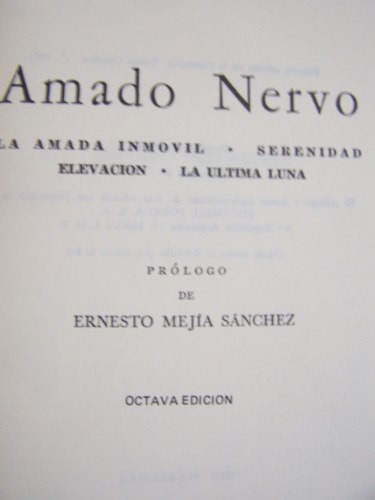 Amado Nervo
LA AMADA INMOVIL • SERENIDAD
ELEVACION • LA ULTIMA LUNA
PRÓLOGO
DE
ERNESTO MEJÍA SÁNCHEZ
OCTAVA EDICION